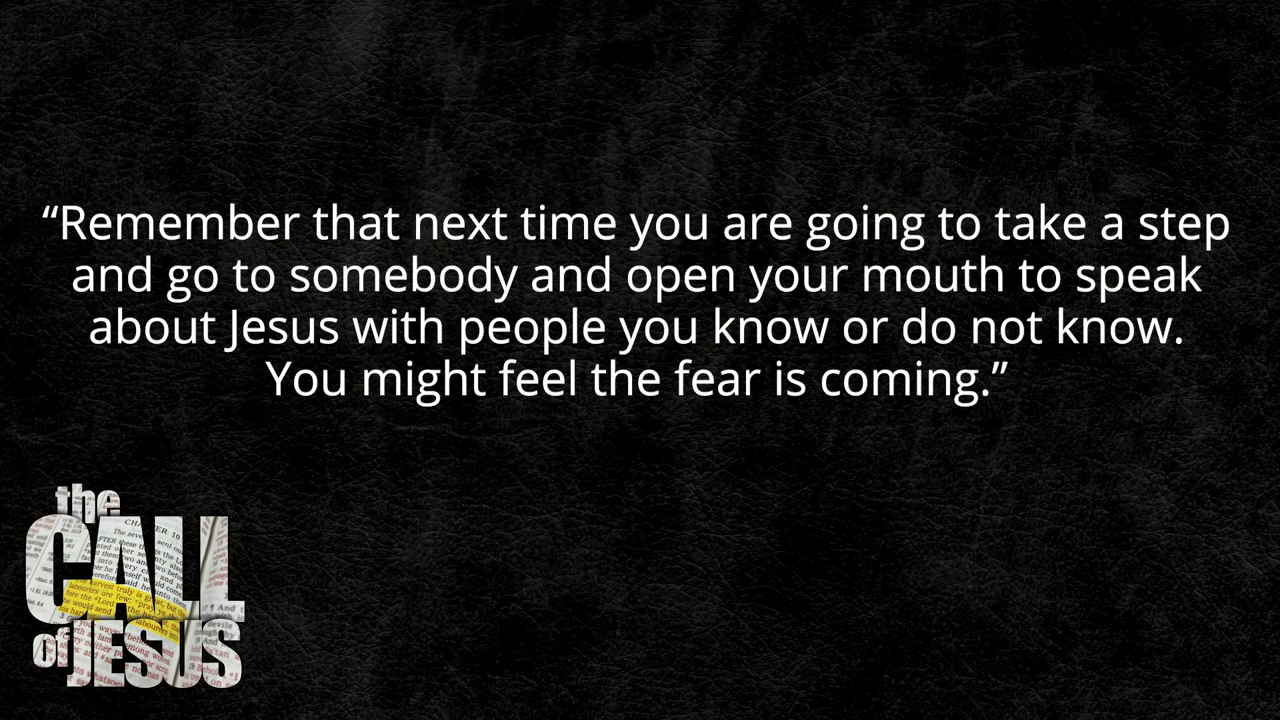 “Remember that next time you are going to take a step
and go to somebody and open your mouth to speak
about Jesus with people you know or do not know.
You might feel the fear is coming.”
the
CALL
of JESUS